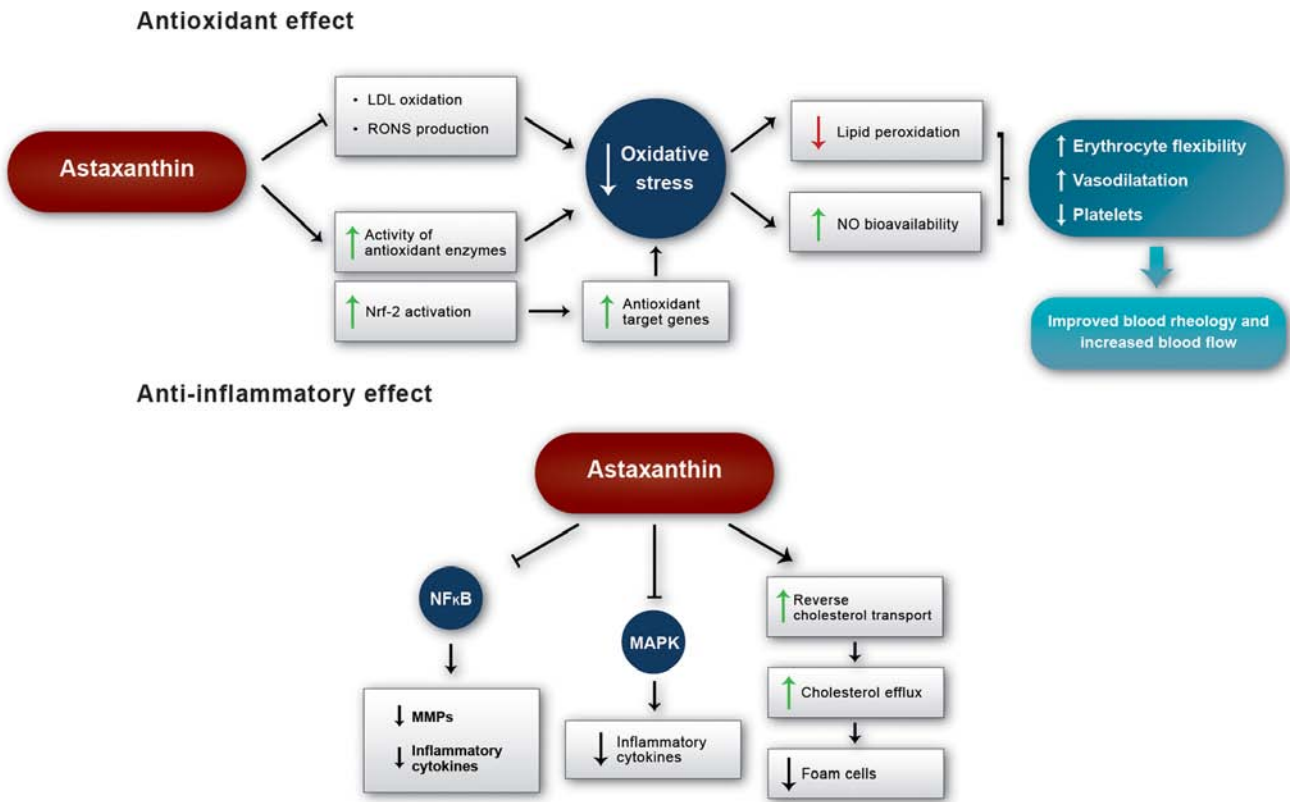 Antioxidant effect
Astaxanthin
• LDL oxidation
• RONS production
Activity of
antioxidant enzymes
Nrf-2 activation
Antioxidant
target genes
Oxidative
stress
Lipid peroxidation
NO bioavailability
Erythrocyte flexibility
Vasodilatation
Platelets
Improved blood rheology and
increased blood flow
Anti-inflammatory effect
Astaxanthin
NFκB
MMPs
Inflammatory
cytokines
MAPK
Inflammatory
cytokines
Reverse
cholesterol transport
Cholesterol efflux
Foam cells